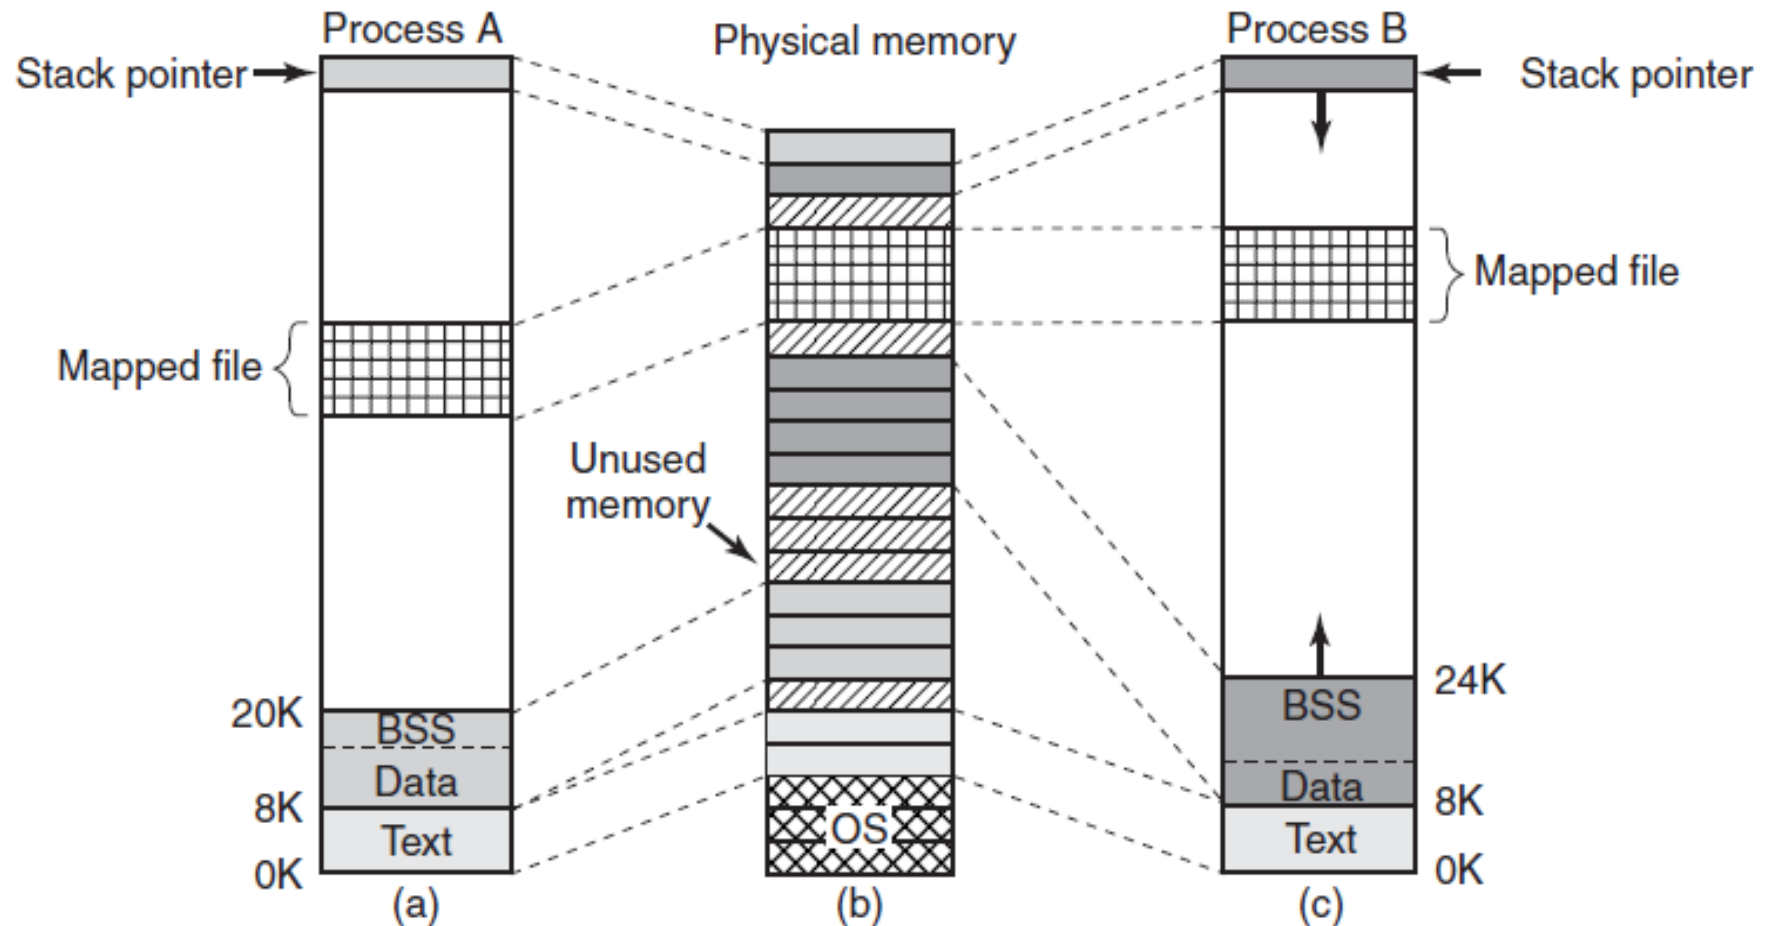 Process A
Physical memory
Process B
Stack pointer
Stack pointer
Mapped file
Mapped file
Unused
memory
20K
BSS
Data
8K
Text
0K
OS
24K
BSS
Data
8K
Text
0K
(a)
(b)
(c)